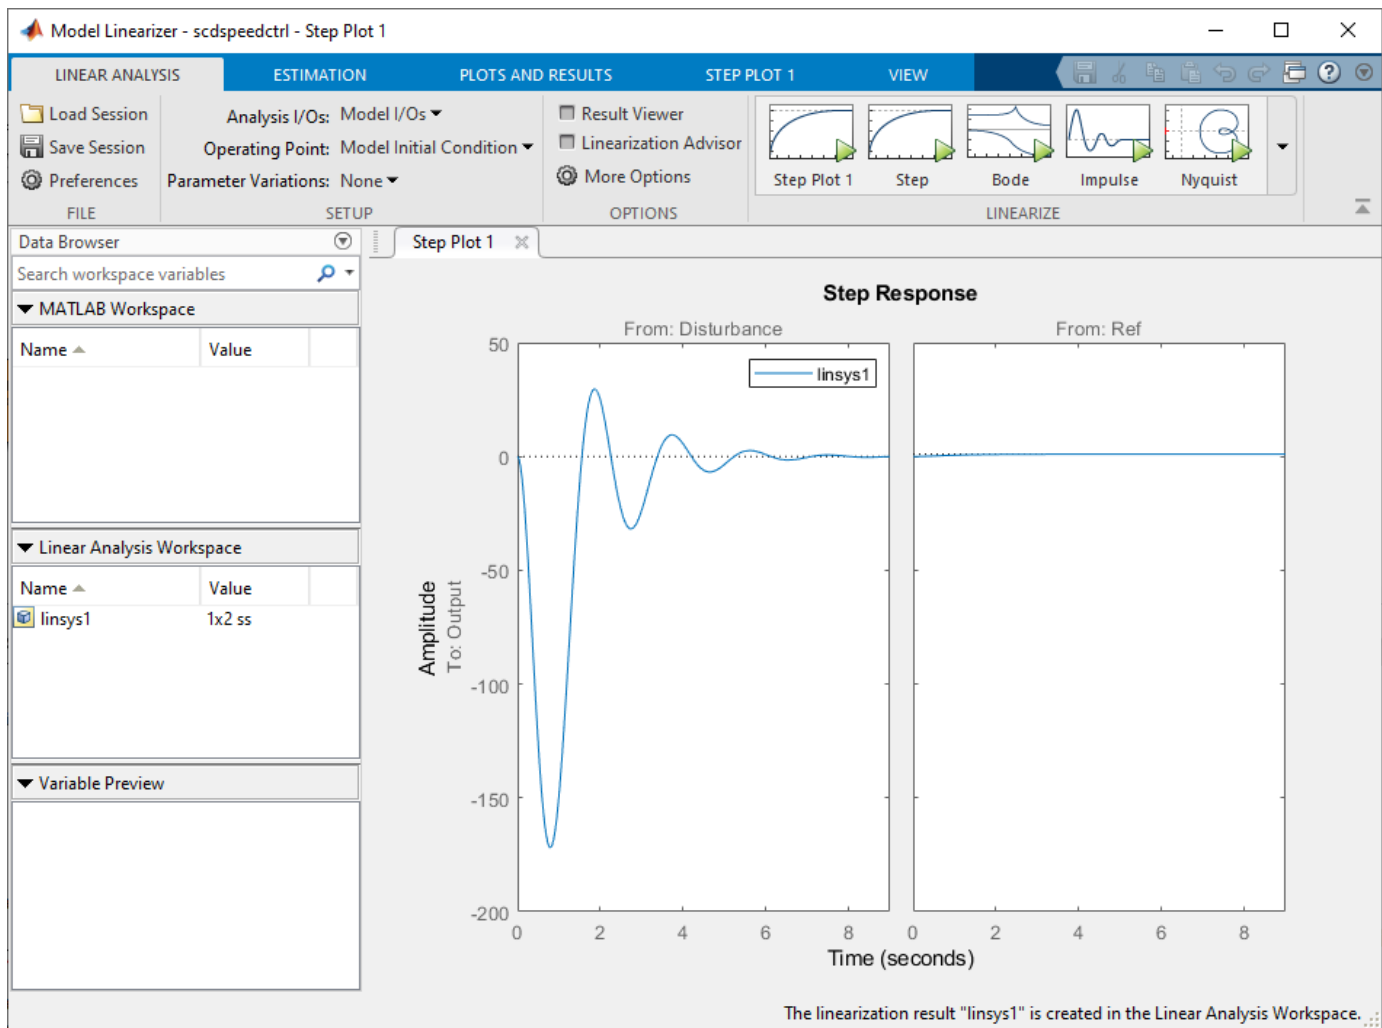 Model Linearizer - scdspeedctrl - Step Plot 1
LINEAR ANALYSIS ESTIMATION PLOTS AND RESULTS STEP PLOT 1 VIEW
Load Session
Save Session
Preferences
FILE
Analysis I/Os: Model I/Os
Operating Point: Model Initial Condition
Parameter Variations: None
SETUP
Result Viewer
Linearization Advisor
More Options
OPTIONS
Step Plot 1 Step Bode Impulse Nyquist
LINEARIZE
Data Browser
Search workspace variables
MATLAB Workspace
Name Value
Linear Analysis Workspace
Name Value
linsys1 1x2 ss
Variable Preview
Step Plot 1
Step Response
From: Disturbance From: Ref
linsys1
50
0
-50
-100
-150
-200
Amplitude
To: Output
0 2 4 6 8 0 2 4 6 8
Time (seconds)
The linearization result "linsys1" is created in the Linear Analysis Workspace.